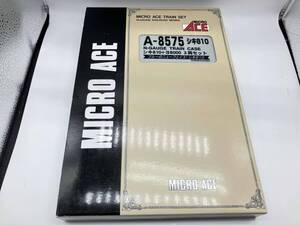 MICRO ACE TRAIN SET
MICRO
ACE
A-8575 シキ810
N-GAUGE TRAIN CASE
シキ810+ヨ8000 3両セット
MICRO ACE
MICRO ACE